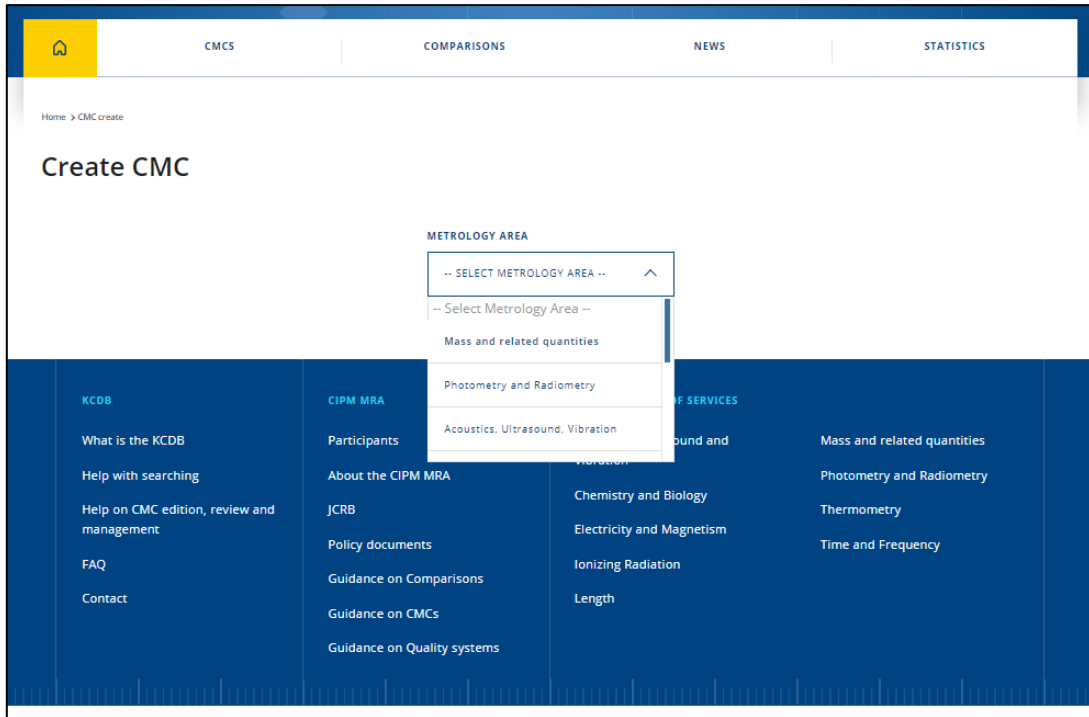 CMCS
COMPARISONS
NEWS
STATISTICS
Home > CMC create
Create CMC
METROLOGY AREA
-- SELECT METROLOGY AREA --
-- Select Metrology Area --
Mass and related quantities
Photometry and Radiometry
Acoustics, Ultrasound, Vibration
KCDB
What is the KCDB
Help with searching
Help on CMC edition, review and
management
FAQ
Contact
CIPM MRA
Participants
About the CIPM MRA
JCRB
Policy documents
Guidance on Comparisons
Guidance on CMCs
Guidance on Quality systems
OF SERVICES
and
Chemistry and Biology
Electricity and Magnetism
Ionizing Radiation
Length
Mass and related quantities
Photometry and Radiometry
Thermometry
Time and Frequency